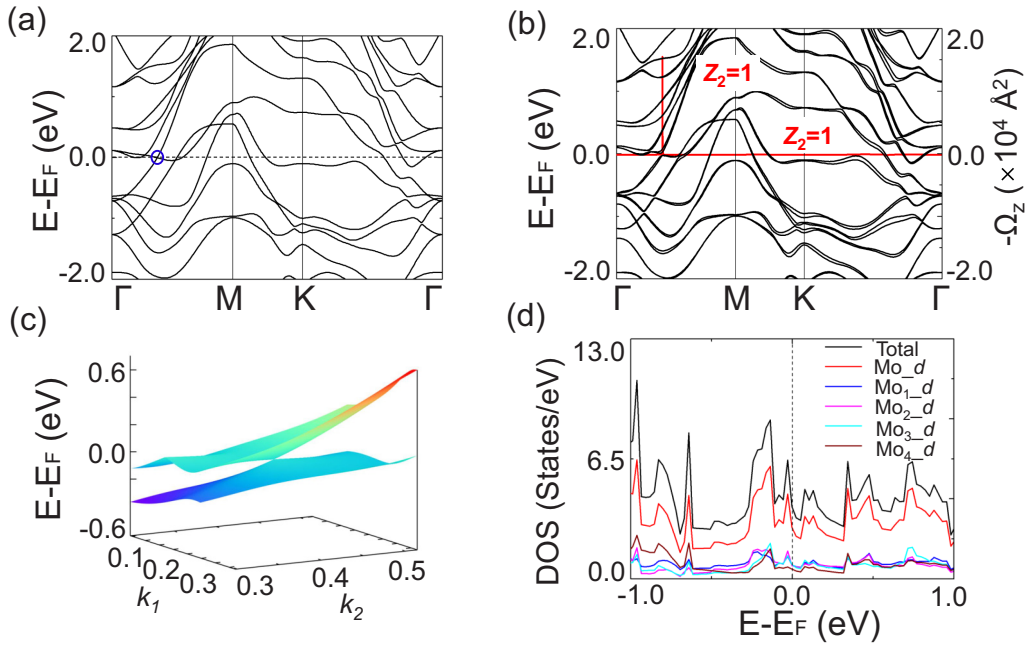 (a)
2.0
0.0
-2.0
E-EF (eV)
Γ M K Γ
(b)
2.0
0.0
-2.0
E-EF (eV)
Z2=1
Z2=1
2.0
0.0
-2.0
-Ωz (×10⁴ Å²)
Γ M K Γ
(c)
0.6
0.0
-0.6
E-EF (eV)
0.1
0.2
0.3
k1
0.3
0.4
0.5
k2
(d)
13.0
6.5
0.0
DOS (States/eV)
Total
Mo_d
Mo1_d
Mo2_d
Mo3_d
Mo4_d
-1.0 0.0 1.0
E-EF (eV)